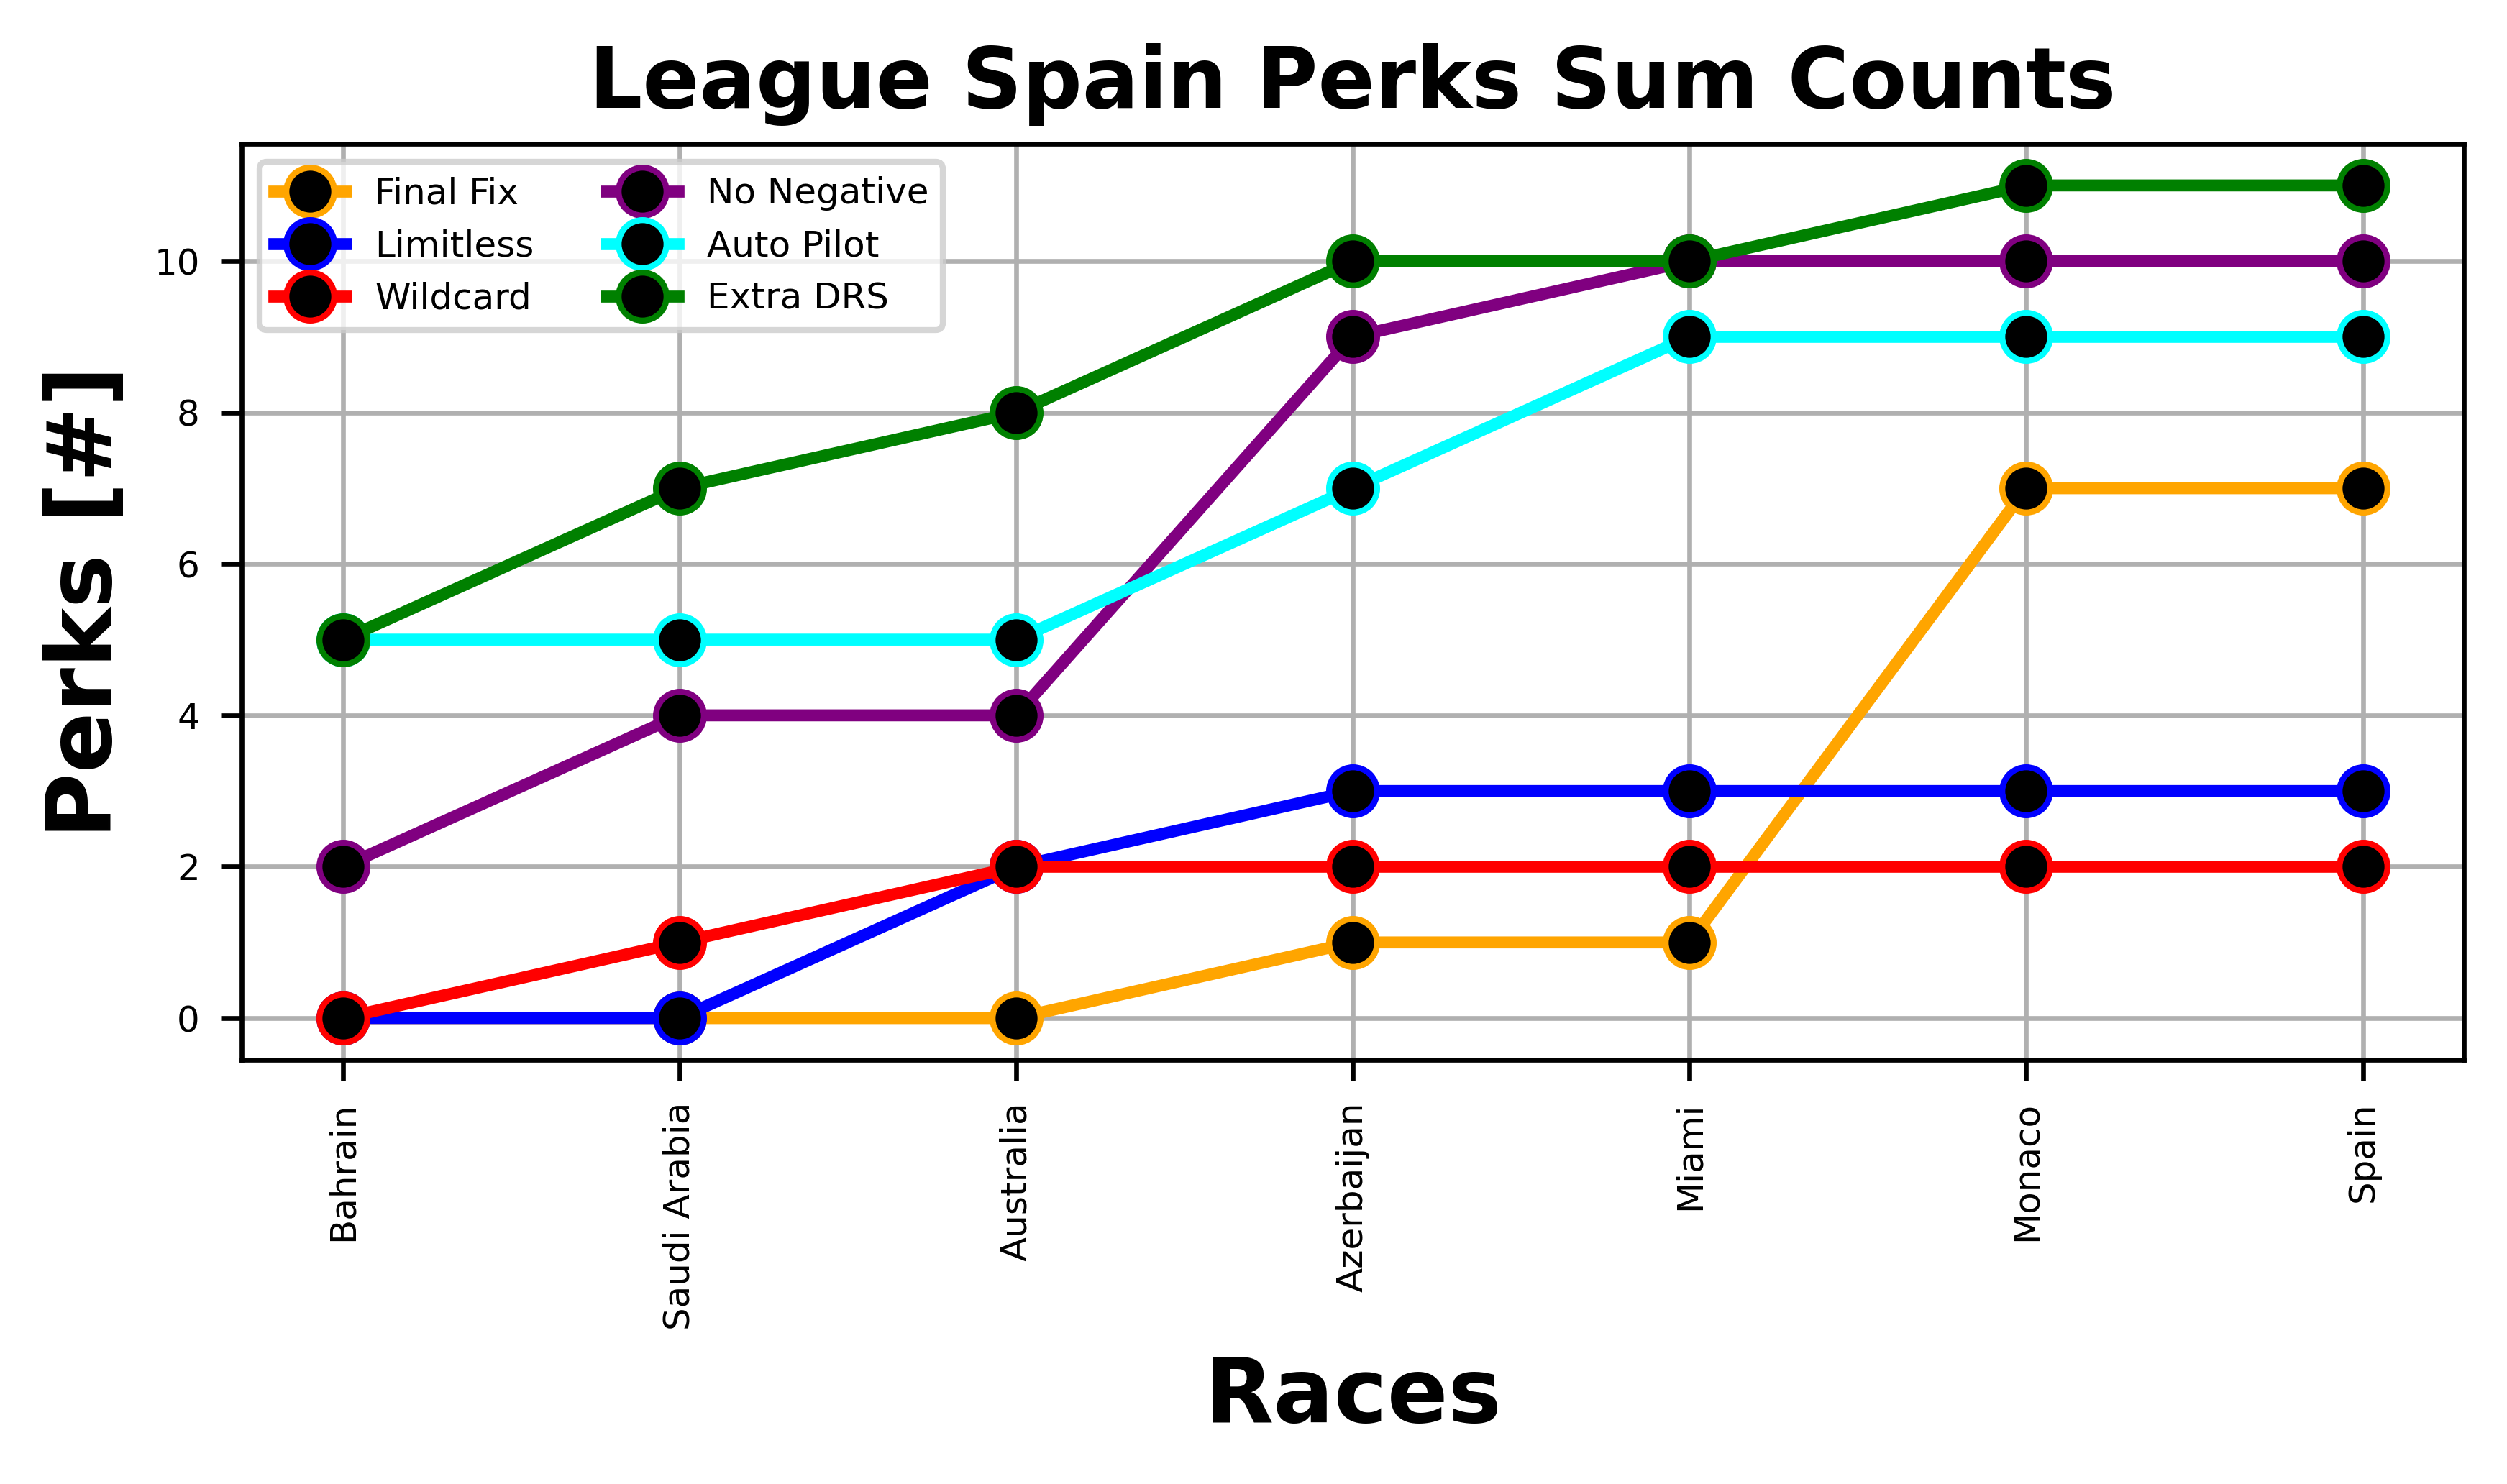 League Spain Perks Sum Counts
Final Fix
Limitless
Wildcard
No Negative
Auto Pilot
Extra DRS
Perks [#]
10
8
6
4
2
0
Bahrain
Saudi Arabia
Australia
Azerbaijan
Miami
Monaco
Spain
Races